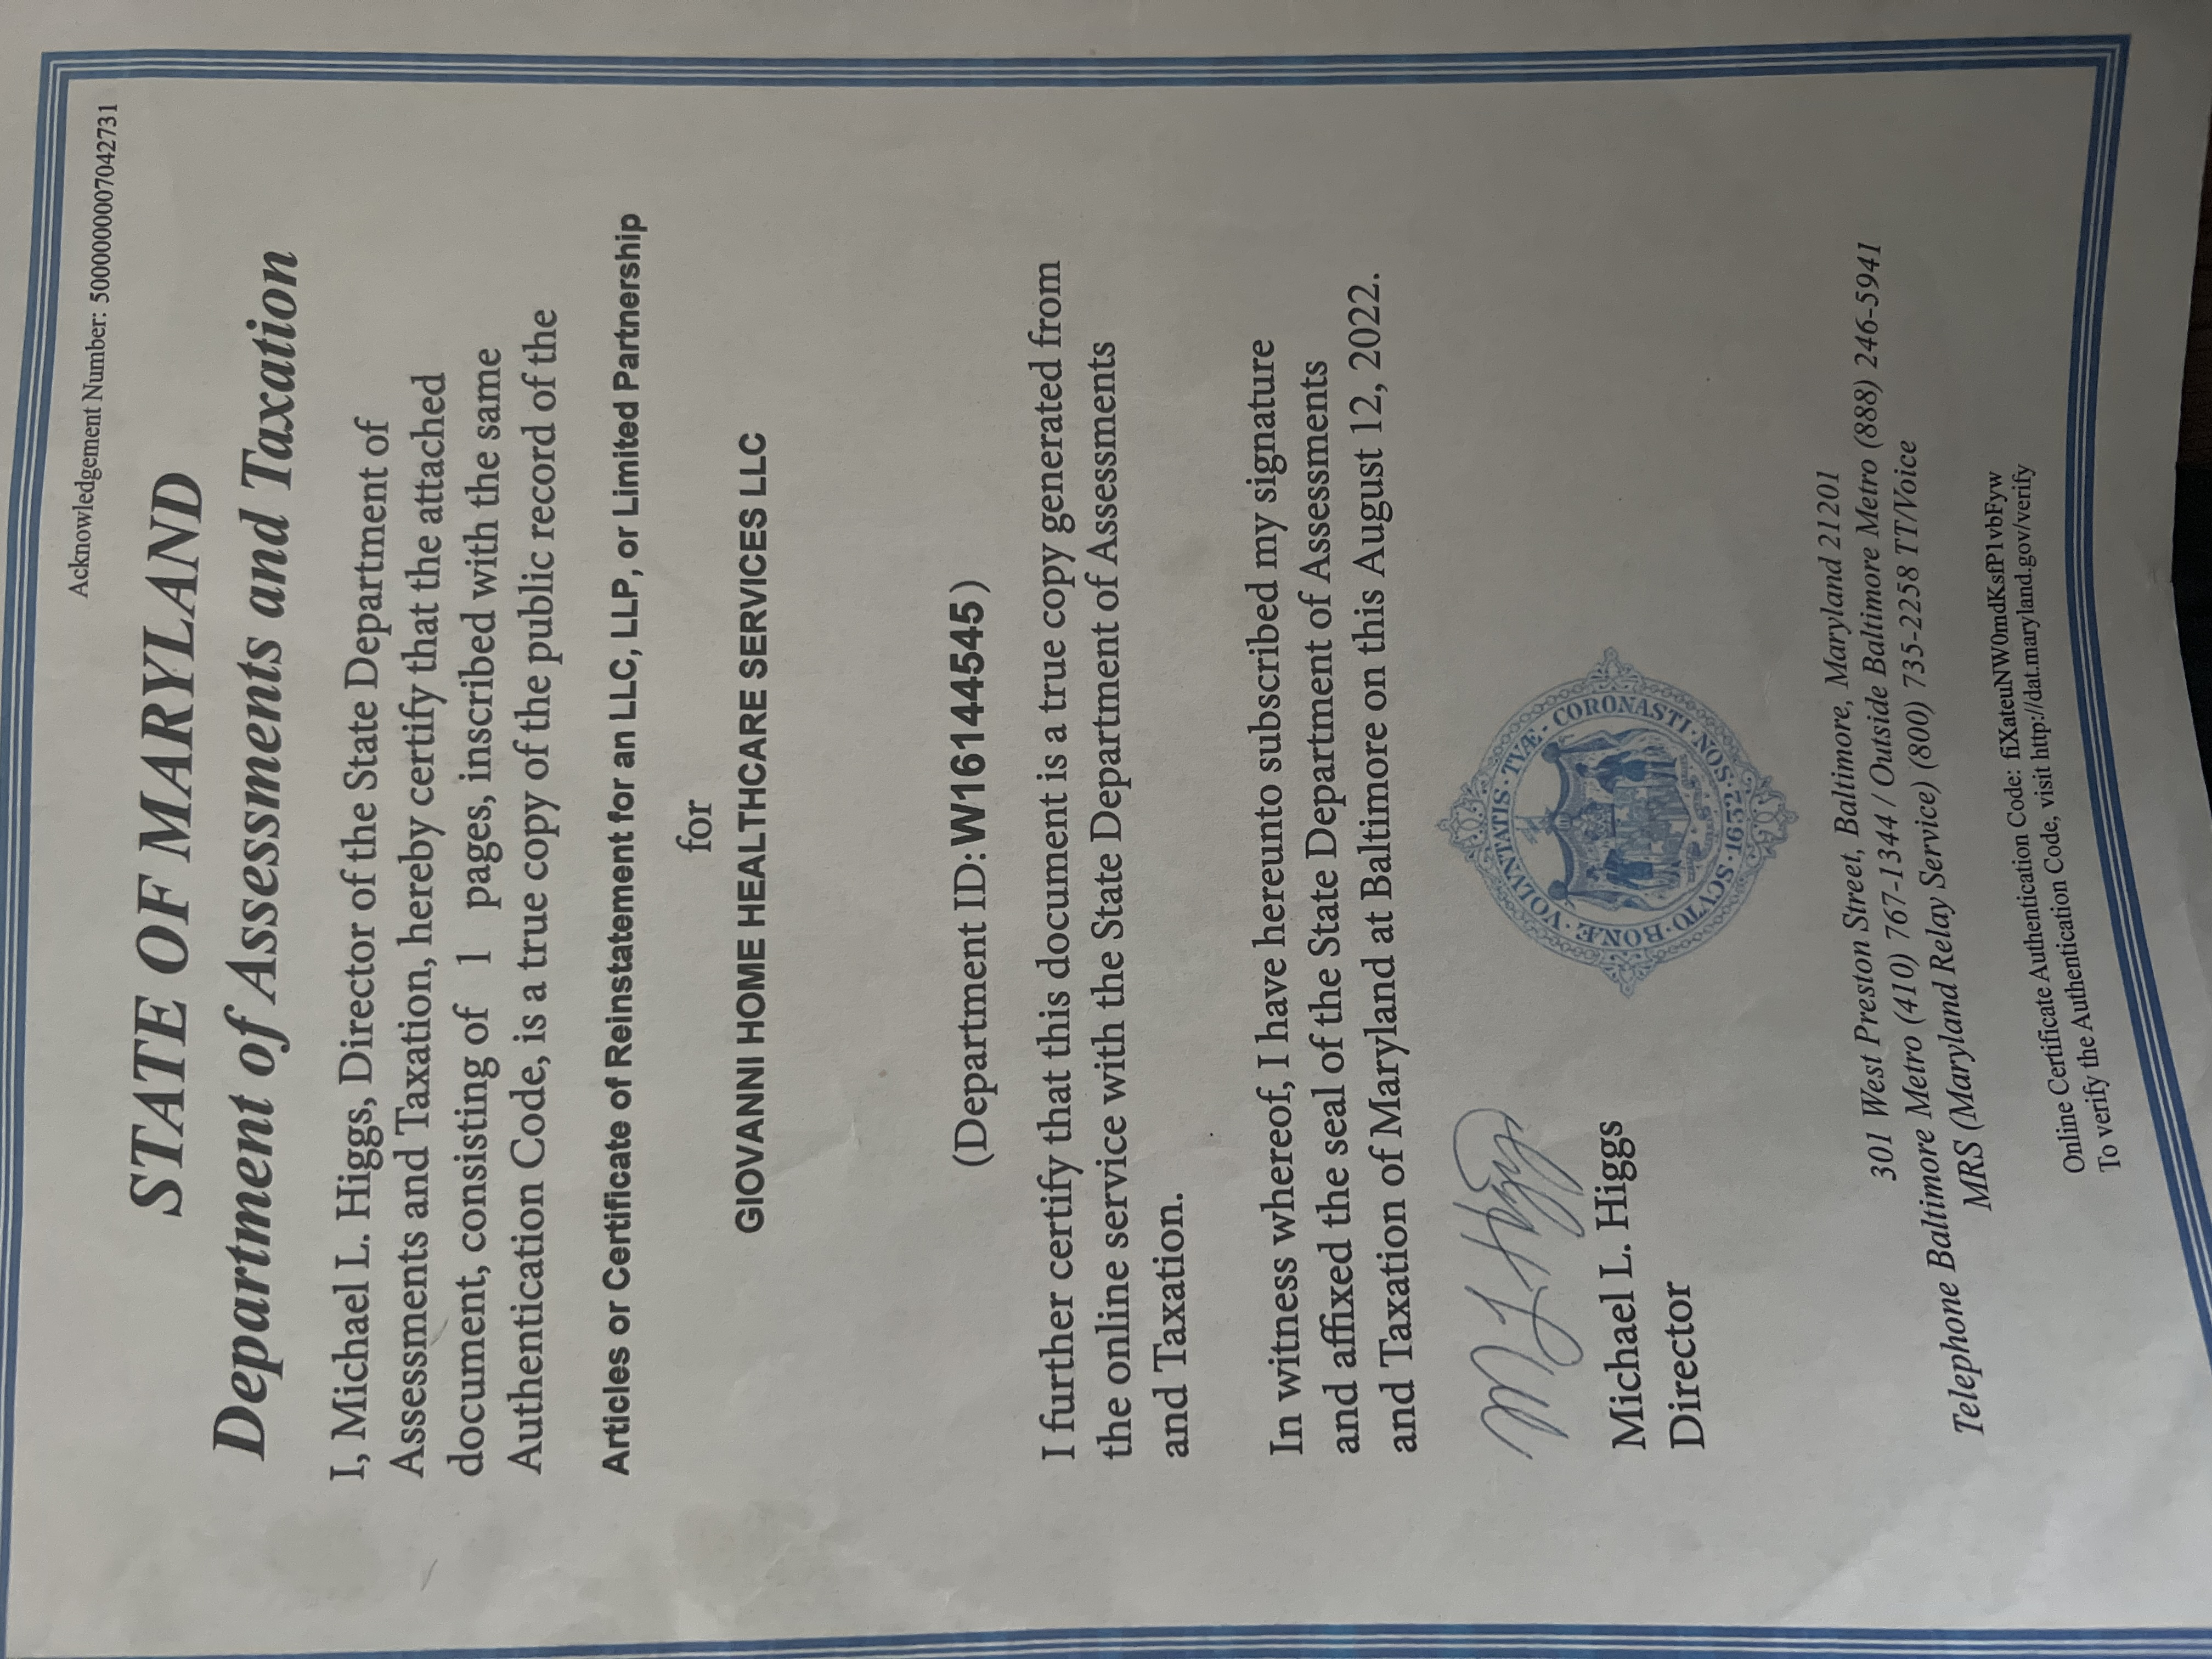 Acknowledgement Number: 5000000007042731
STATE OF MARYLAND
Department of Assessments and Taxation
I, Michael L. Higgs, Director of the State Department of
Assessments and Taxation, hereby certify that the attached
document, consisting of 1 pages, inscribed with the same
Authentication Code, is a true copy of the public record of the
Articles or Certificate of Reinstatement for an LLC, LLP, or Limited Partnership
for
GIOVANNI HOME HEALTHCARE SERVICES LLC
(Department ID: W16144545 )
I further certify that this document is a true copy generated from
the online service with the State Department of Assessments
and Taxation.
In witness whereof, I have hereunto subscribed my signature
and affixed the seal of the State Department of Assessments
and Taxation of Maryland at Baltimore on this August 12, 2022.
M L Higgs
Michael L. Higgs
Director
SCVTO · BONÆ · VOLVNTATIS · TVÆ · CORONASTI · NOS · 1632
301 West Preston Street, Baltimore, Maryland 21201
Telephone Baltimore Metro (410) 767-1344 / Outside Baltimore Metro (888) 246-5941
MRS (Maryland Relay Service) (800) 735-2258 TT/Voice
Online Certificate Authentication Code: fiXateuNW0mdKsfP1vbFyw
To verify the Authentication Code, visit http://dat.maryland.gov/verify